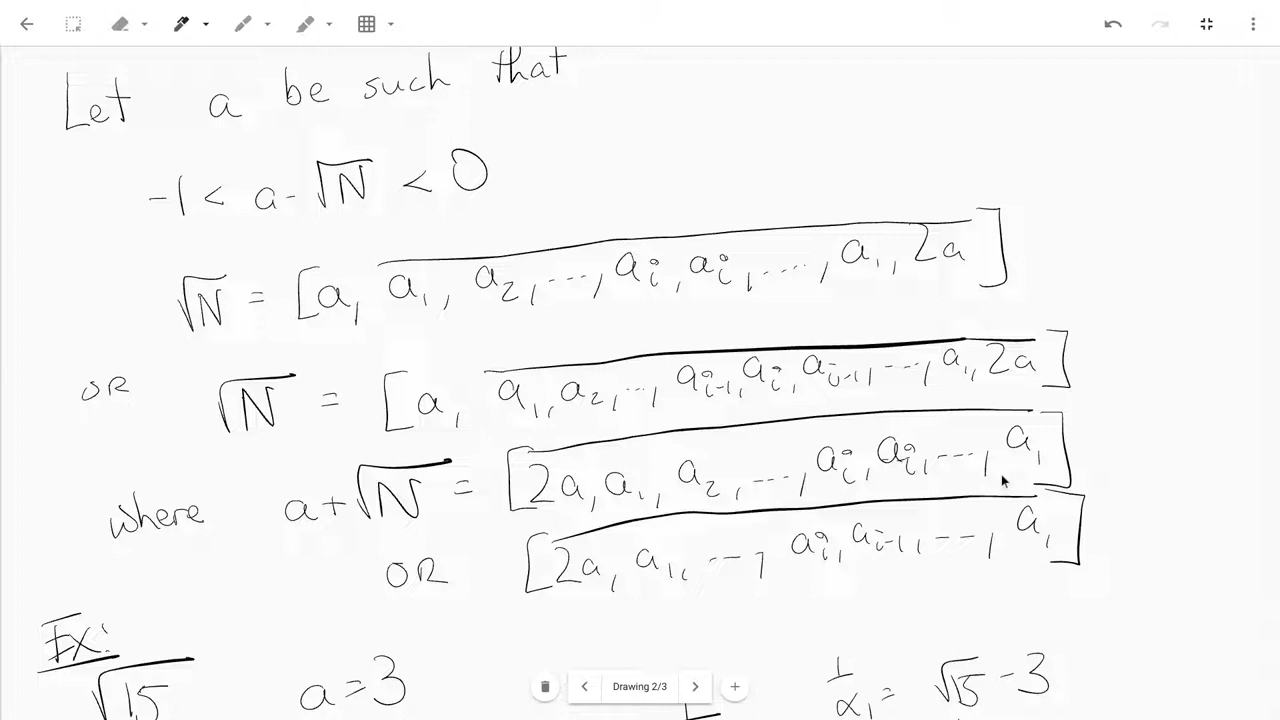 Let a be such that
-1 < a - √N < 0
√N = [a, a₁, a₂, ..., aᵢ, aᵢ, ...., a₁, 2a]
OR √N = [a, a₁, a₂, .., aᵢ₋₁, aᵢ, aᵢ₋₁, ..., a₁, 2a]
where a + √N = [2a, a₁, a₂, ..., aᵢ, aᵢ, ..., a₁]
OR [2a, a₁, ..., aᵢ, aᵢ₋₁, ..., a₁]
Ex:
√15 a = 3 1/α₁ = √15 - 3
Drawing 2/3